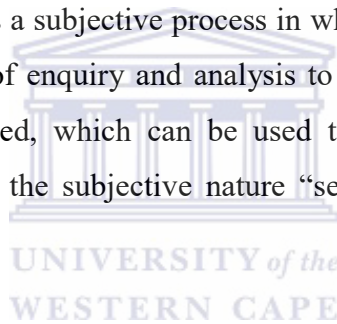 s a subjective process in wh
of enquiry and analysis to
ed, which can be used t
the subjective nature “se
UNIVERSITY of the
WESTERN CAPE